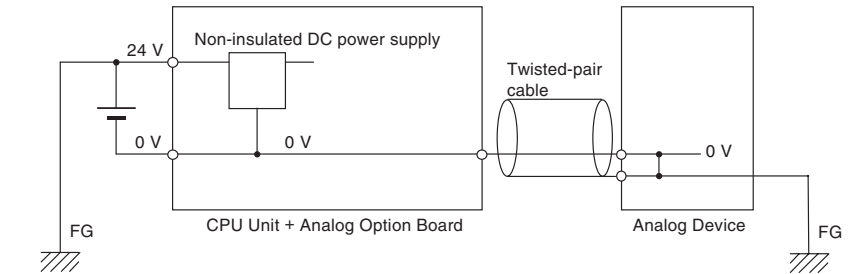 Non-insulated DC power supply
24 V
Twisted-pair
cable
0 V
0 V
0 V
FG
CPU Unit + Analog Option Board
Analog Device
FG